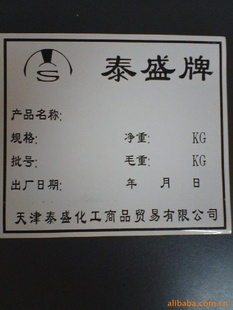 S 泰盛牌
产品名称:
规格: 净重: KG
批号: 毛重: KG
出厂日期: 年 月 日
天津泰盛化工商品贸易有限公司
alibaba.com.cn